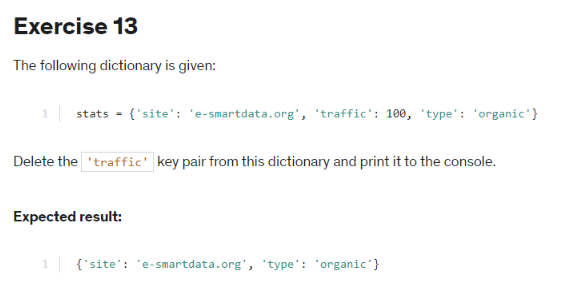 Exercise 13
The following dictionary is given:
1 stats = {'site': 'e-smartdata.org', 'traffic': 100, 'type': 'organic'}
Delete the 'traffic' key pair from this dictionary and print it to the console.
Expected result:
1 {'site': 'e-smartdata.org', 'type': 'organic'}